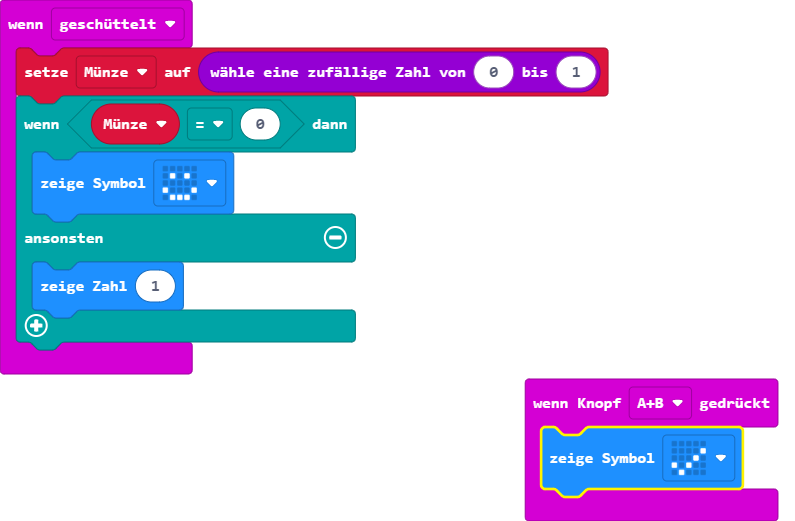 wenn geschüttelt
setze Münze auf wähle eine zufällige Zahl von 0 bis 1
wenn Münze = 0 dann
zeige Symbol
ansonsten
zeige Zahl 1
wenn Knopf A+B gedrückt
zeige Symbol